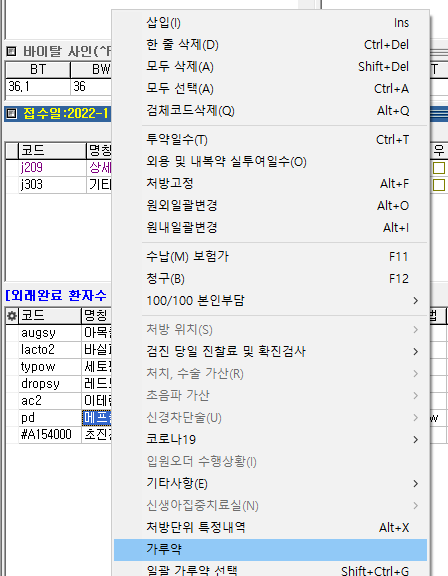 삽입(I) Ins
한 줄 삭제(D) Ctrl+Del
모두 삭제(A) Shift+Del
모두 선택(A) Ctrl+A
검체코드삭제(Q) Alt+Q
투약일수(T) Ctrl+T
외용 및 내복약 실투여일수(O)
처방고정 Alt+F
원외일괄변경 Alt+O
원내일괄변경 Alt+I
수납(M) 보험가 F11
청구(B) F12
100/100 본인부담
처방 위치(S)
검진 당일 진찰료 및 확진검사
처치, 수술 가산(R)
초음파 가산
신경차단술(U)
코로나19
입원오더 수행상황(I)
기타사항(E)
신생아집중치료실(N)
처방단위 특정내역 Alt+X
가루약
일괄 가루약 선택 Shift+Ctrl+G
바이탈 사인(^F
BT BW T
36,1 36
접수일:2022-1
코드 명칭 우
j209 상세
j303 기타
[외래완료 환자수
코드 명칭 법
augsy 아목
lacto2 바실
typow 세토
dropsy 레드
ac2 이테
pd 메프 w
#A154000 초진